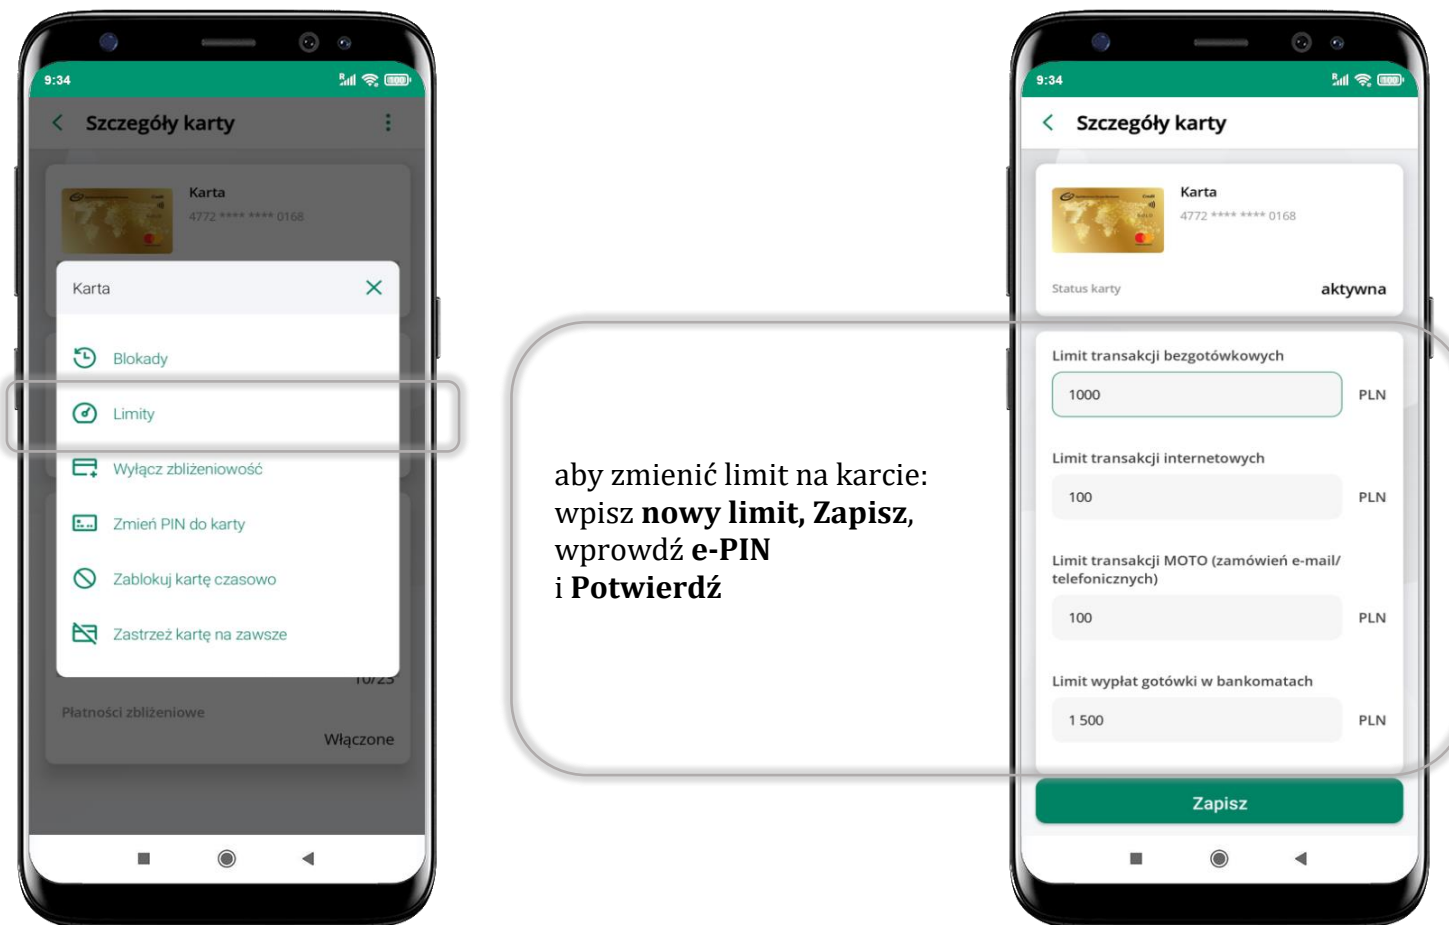 9:34
Szczegóły karty
Karta
4772 **** **** 0168
Karta
Blokady
Limity
Wyłącz zbliżeniowość
Zmień PIN do karty
Zablokuj kartę czasowo
Zastrzeż kartę na zawsze
10/23
Płatności zbliżeniowe
Włączone
aby zmienić limit na karcie:
wpisz nowy limit, Zapisz,
wprowdź e-PIN
i Potwierdź
9:34
Szczegóły karty
Karta
4772 **** **** 0168
Status karty
aktywna
Limit transakcji bezgotówkowych
1000 PLN
Limit transakcji internetowych
100 PLN
Limit transakcji MOTO (zamówień e-mail/
telefonicznych)
100 PLN
Limit wypłat gotówki w bankomatach
1 500 PLN
Zapisz